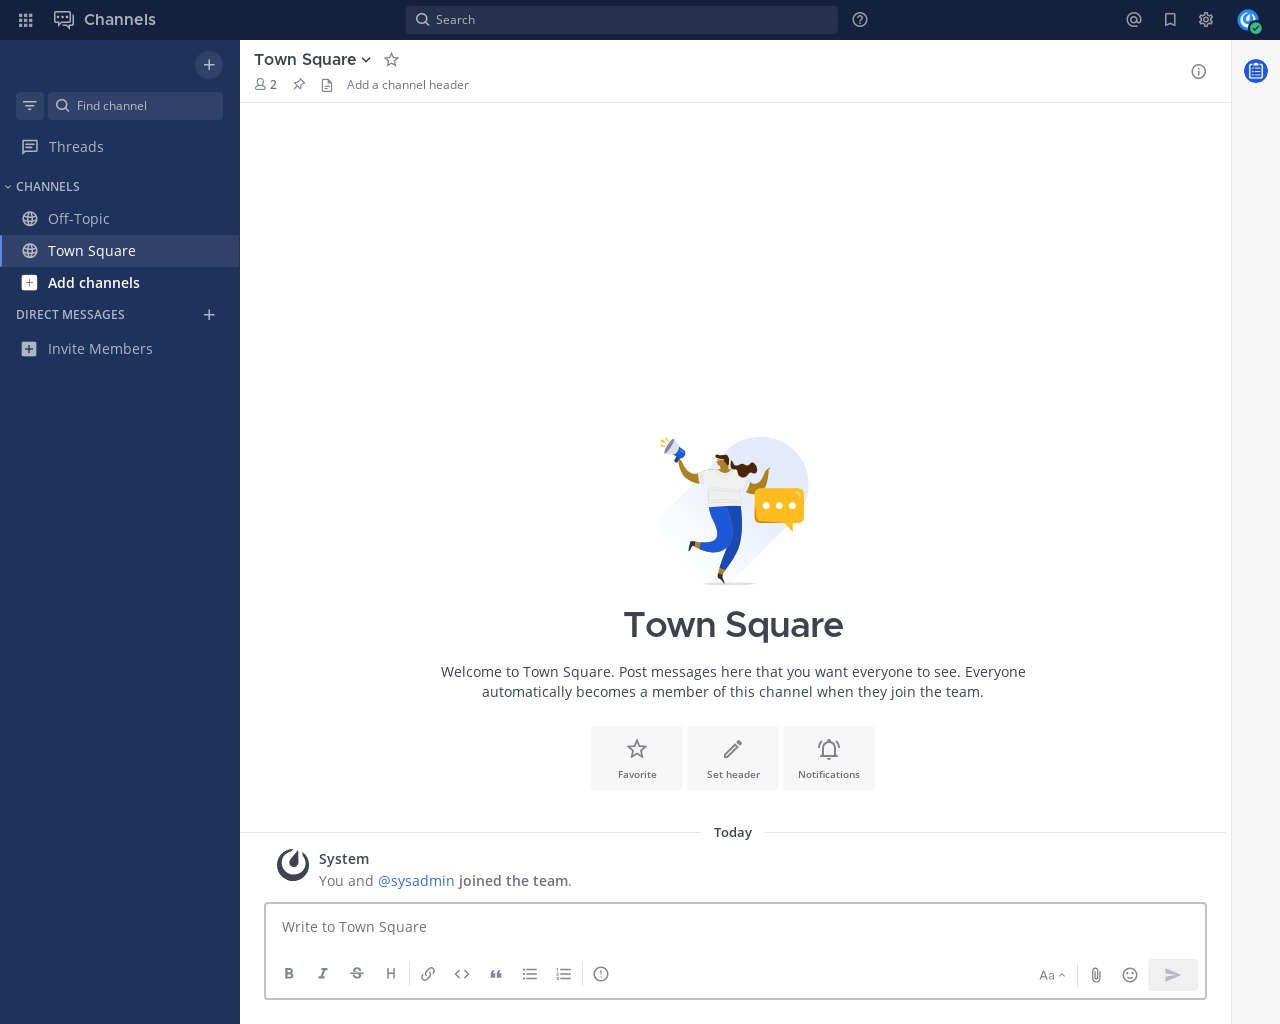 Channels
Search
Find channel
Threads
CHANNELS
Off-Topic
Town Square
Add channels
DIRECT MESSAGES
Invite Members
Town Square
2
Add a channel header
Town Square
Welcome to Town Square. Post messages here that you want everyone to see. Everyone
automatically becomes a member of this channel when they join the team.
Favorite
Set header
Notifications
Today
System
You and @sysadmin joined the team.
Write to Town Square
B I S H
Aa